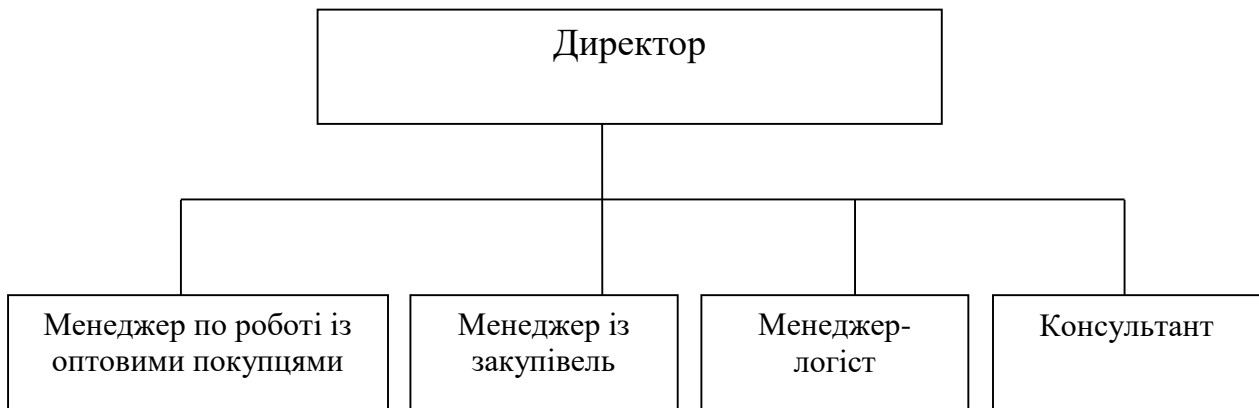 Директор
Менеджер по роботі із
оптовими покупцями
Менеджер із
закупівель
Менеджер-
логіст
Консультант